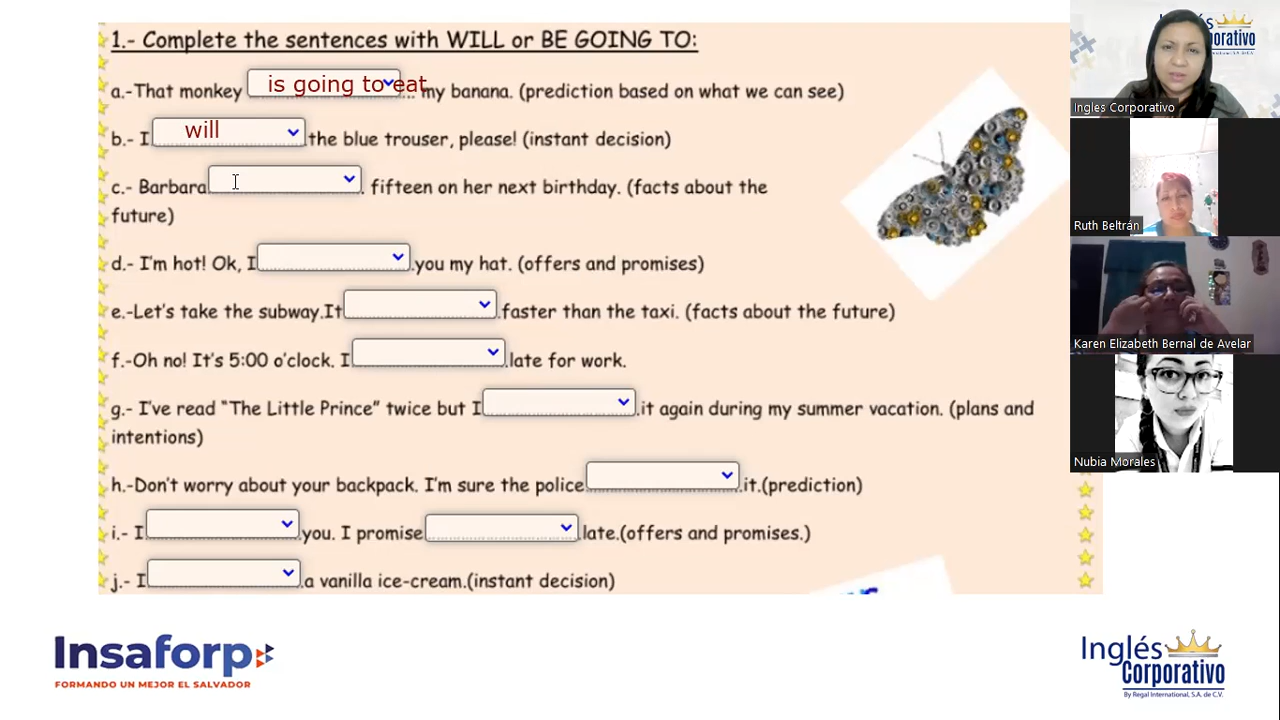 1.- Complete the sentences with WILL or BE GOING TO:
a.-That monkey is going to eat my banana. (prediction based on what we can see)
b.- I will the blue trouser, please! (instant decision)
c.- Barbara fifteen on her next birthday. (facts about the
future)
d.- I'm hot! Ok, I you my hat. (offers and promises)
e.-Let's take the subway.It faster than the taxi. (facts about the future)
f.-Oh no! It's 5:00 o'clock. I late for work.
g.- I've read "The Little Prince" twice but I it again during my summer vacation. (plans and
intentions)
h.-Don't worry about your backpack. I'm sure the police it.(prediction)
i.- I you. I promise late.(offers and promises.)
j.- I a vanilla ice-cream.(instant decision)
Insaforp
FORMANDO UN MEJOR EL SALVADOR
Inglés
Corporativo
By Regal International, S.A. de C.V.
Inglés
Corporativo
Ingles Corporativo
Ruth Beltrán
Karen Elizabeth Bernal de Avelar
Nubia Morales